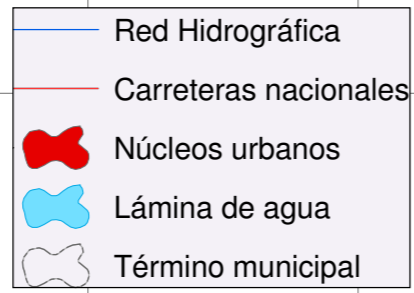 Red Hidrográfica
Carreteras nacionales
Núcleos urbanos
Lámina de agua
Término municipal